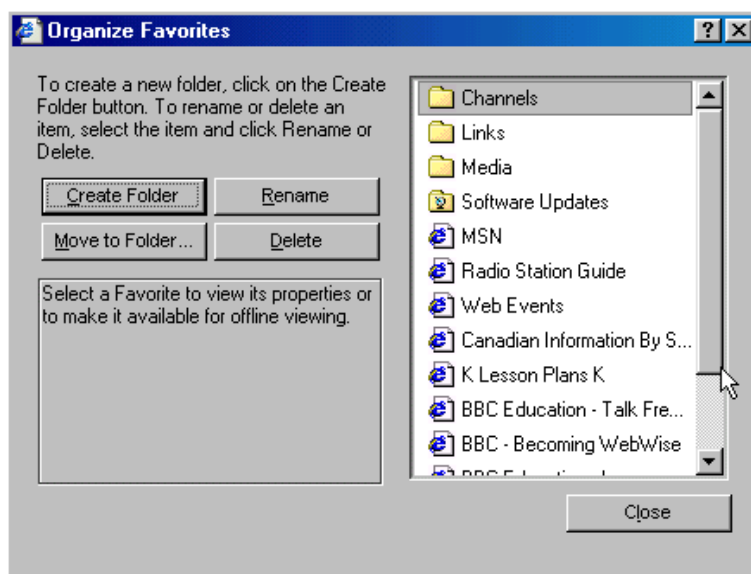 Organize Favorites
To create a new folder, click on the Create
Folder button. To rename or delete an
item, select the item and click Rename or
Delete.
Create Folder
Rename
Move to Folder...
Delete
Select a Favorite to view its properties or
to make it available for offline viewing.
Channels
Links
Media
Software Updates
MSN
Radio Station Guide
Web Events
Canadian Information By S...
K Lesson Plans K
BBC Education - Talk Fre...
BBC - Becoming WebWise
Close